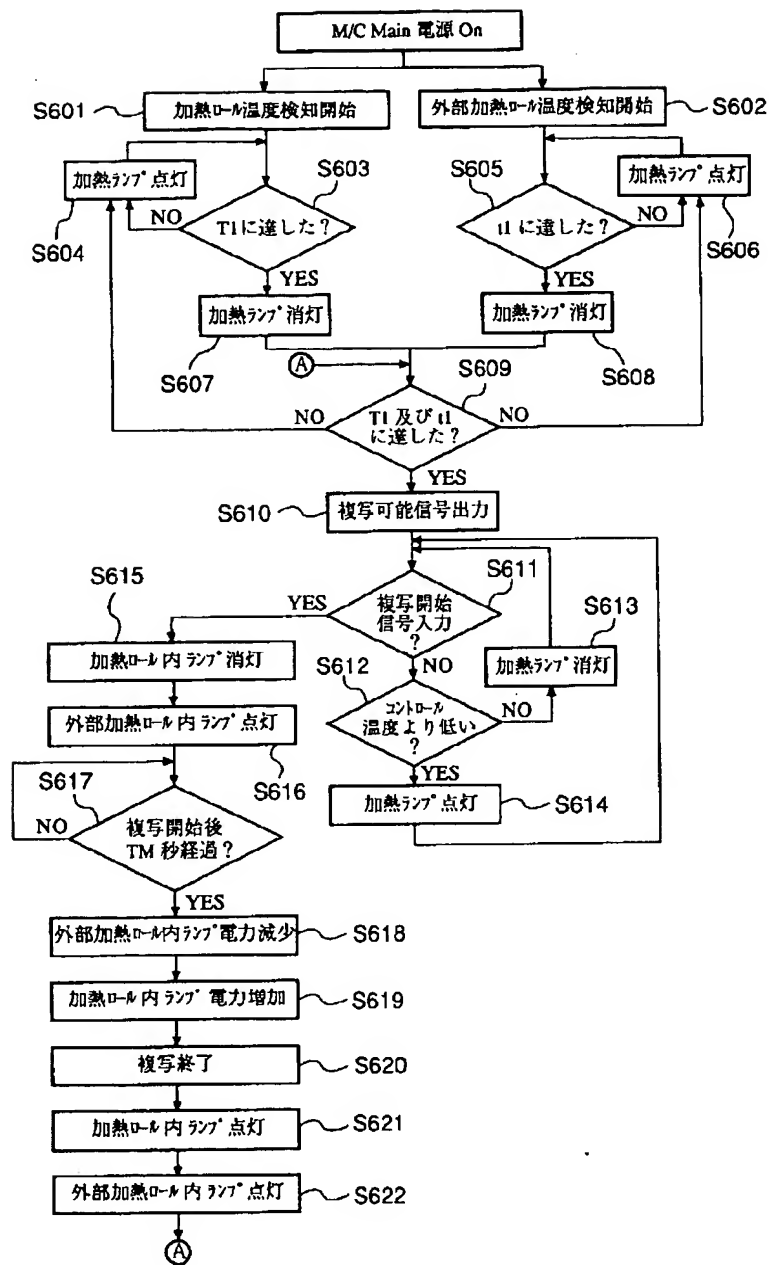 M/C Main 電源 On
S601
加熱ロール温度検知開始
外部加熱ロール温度検知開始
S602
加熱ランプ点灯
S603
S605
加熱ランプ点灯
NO
T1に達した？
t1に達した？
NO
S604
S606
YES
YES
加熱ランプ消灯
加熱ランプ消灯
S607
A
S608
S609
NO
T1及びt1
に達した？
NO
YES
S610
複写可能信号出力
S615
S611
YES
複写開始
信号入力
？
S613
加熱ロール内ランプ消灯
S612
NO
加熱ランプ消灯
コントロール
温度より低い
？
NO
外部加熱ロール内ランプ点灯
S616
YES
S617
加熱ランプ点灯
S614
NO
複写開始後
TM秒経過？
YES
外部加熱ロール内ランプ電力減少
S618
加熱ロール内ランプ電力増加
S619
複写終了
S620
加熱ロール内ランプ点灯
S621
外部加熱ロール内ランプ点灯
S622
A